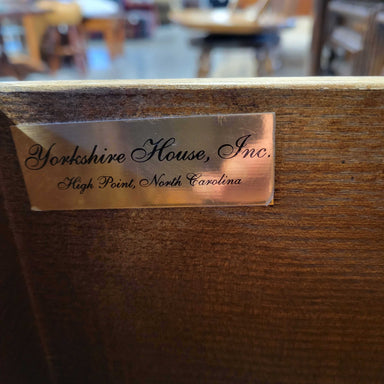 Yorkshire House, Inc.
High Point, North Carolina